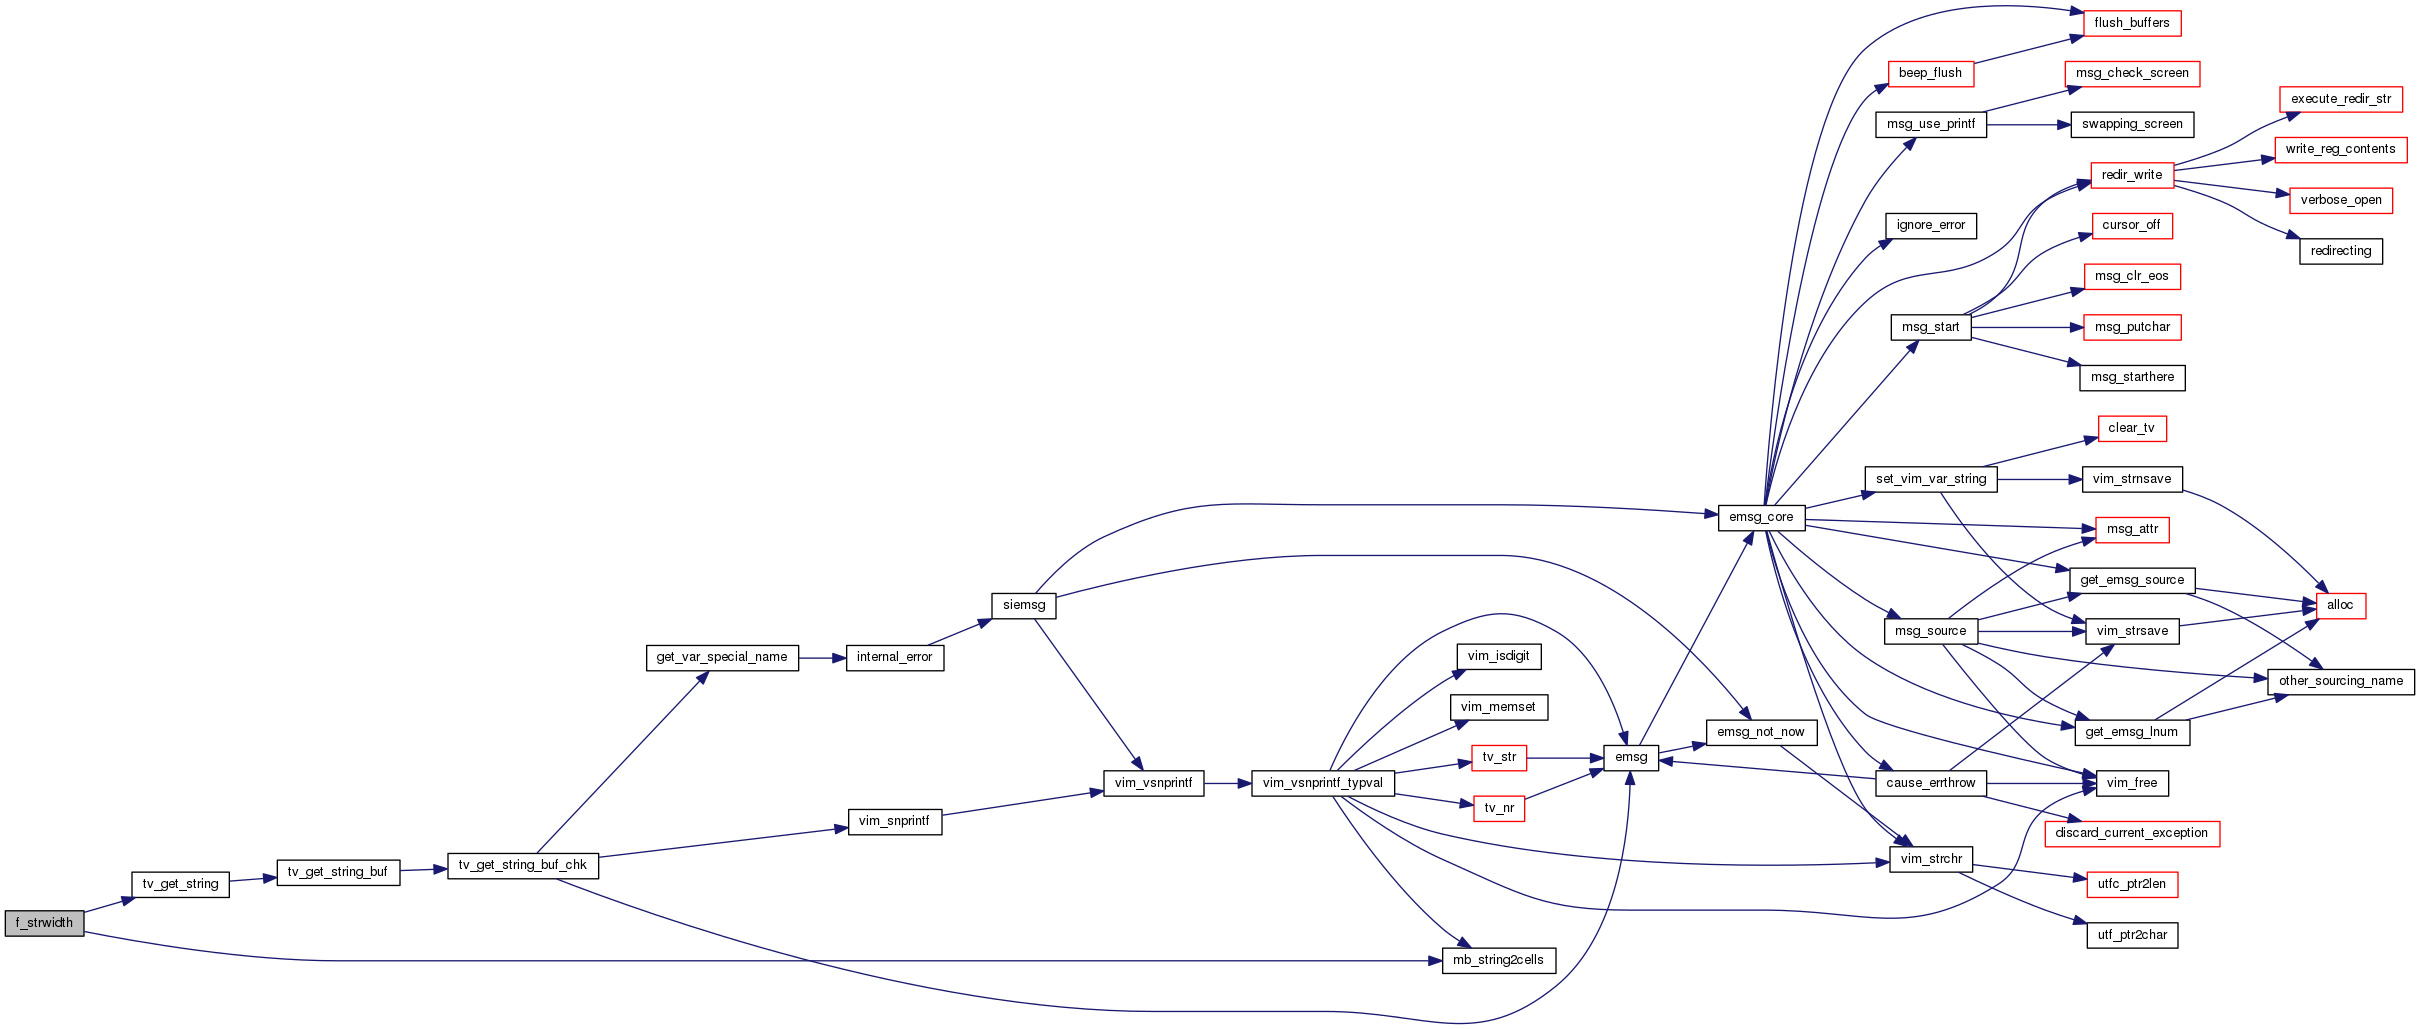 flush_buffers
beep_flush
msg_check_screen
execute_redir_str
msg_use_printf
swapping_screen
write_reg_contents
redir_write
verbose_open
ignore_error
cursor_off
redirecting
msg_clr_eos
msg_start
msg_putchar
msg_starthere
clear_tv
set_vim_var_string
vim_strnsave
emsg_core
msg_attr
get_emsg_source
siemsg
alloc
msg_source
vim_strsave
get_var_special_name
internal_error
vim_isdigit
other_sourcing_name
vim_memset
emsg_not_now
get_emsg_lnum
tv_str
emsg
vim_vsnprintf
vim_vsnprintf_typval
cause_errthrow
vim_free
tv_nr
vim_snprintf
discard_current_exception
tv_get_string_buf_chk
vim_strchr
tv_get_string_buf
tv_get_string
utfc_ptr2len
f_strwidth
utf_ptr2char
mb_string2cells